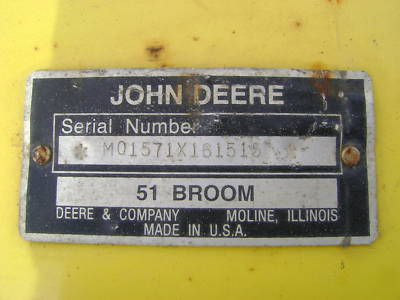 JOHN DEERE
Serial Number
* M01571X161515 *
51 BROOM
DEERE & COMPANY MOLINE, ILLINOIS
MADE IN U.S.A.